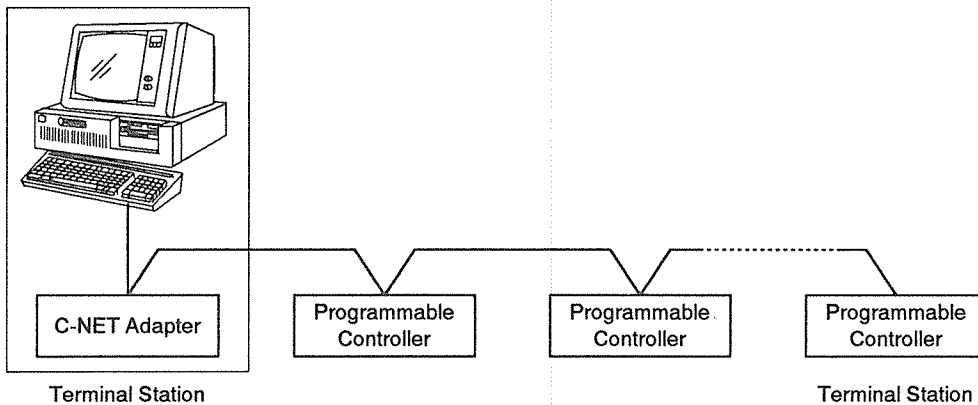 C-NET Adapter
Programmable
Controller
Programmable
Controller
Programmable
Controller
Terminal Station
Terminal Station